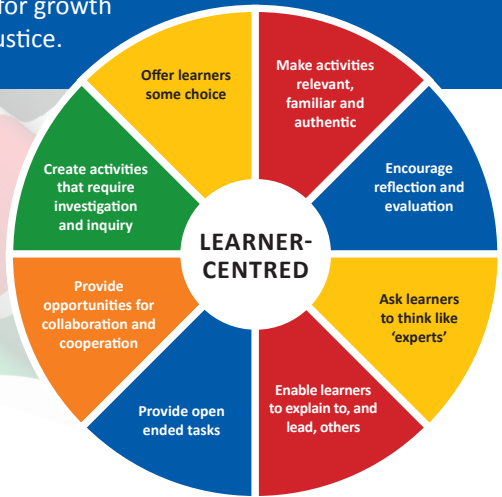 for growth
ustice.
Offer learners
some choice
Make activities
relevant,
familiar and
authentic
Encourage
reflection and
evaluation
Ask learners
to think like
‘experts’
Enable learners
to explain to, and
lead, others
Provide open
ended tasks
Provide
opportunities for
collaboration and
cooperation
Create activities
that require
investigation
and inquiry
LEARNER-
CENTRED